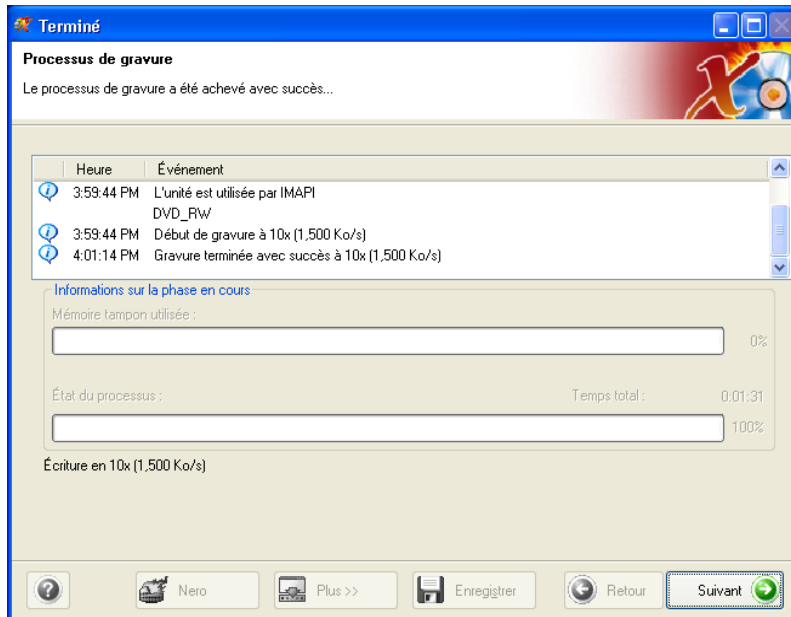 Terminé
Processus de gravure
Le processus de gravure a été achevé avec succès...
Heure Événement
3:59:44 PM L'unité est utilisée par IMAPI
DVD_RW
3:59:44 PM Début de gravure à 10x (1,500 Ko/s)
4:01:14 PM Gravure terminée avec succès à 10x (1,500 Ko/s)
Informations sur la phase en cours
Mémoire tampon utilisée :
0%
État du processus : Temps total : 0:01:31
100%
Écriture en 10x (1,500 Ko/s)
Nero Plus >> Enregistrer Retour Suivant